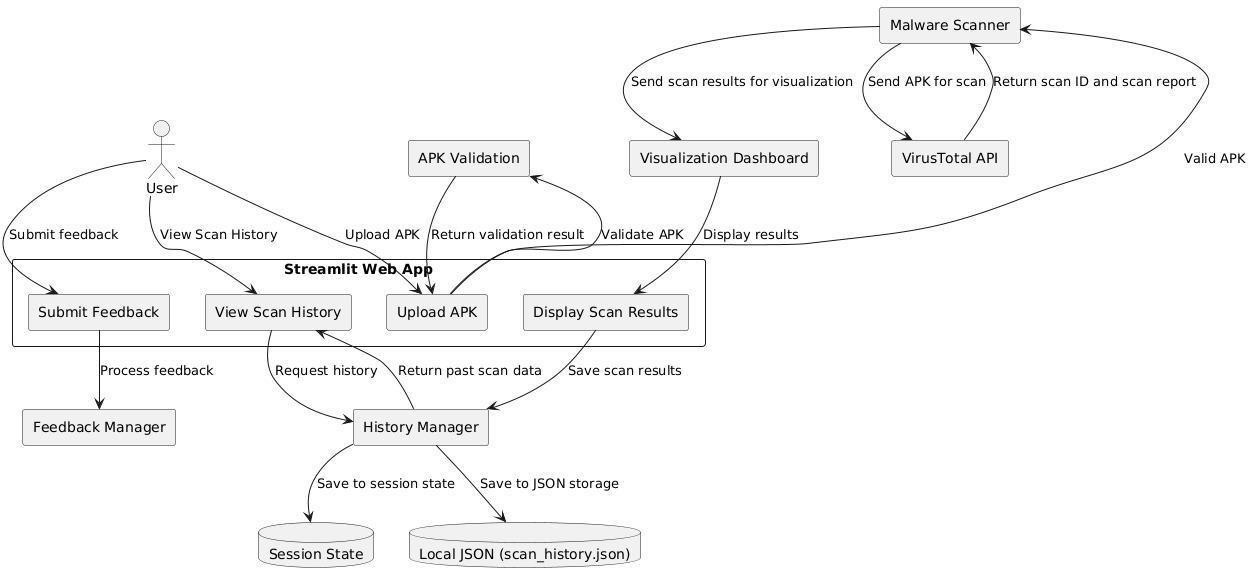 Malware Scanner
Send scan results for visualization
Send APK for scan
Return scan ID and scan report
User
APK Validation
Visualization Dashboard
VirusTotal API
Valid APK
Submit feedback
View Scan History
Upload APK
Return validation result
Validate APK
Display results
Streamlit Web App
Submit Feedback
View Scan History
Upload APK
Display Scan Results
Process feedback
Request history
Return past scan data
Save scan results
Feedback Manager
History Manager
Save to session state
Save to JSON storage
Session State
Local JSON (scan_history.json)